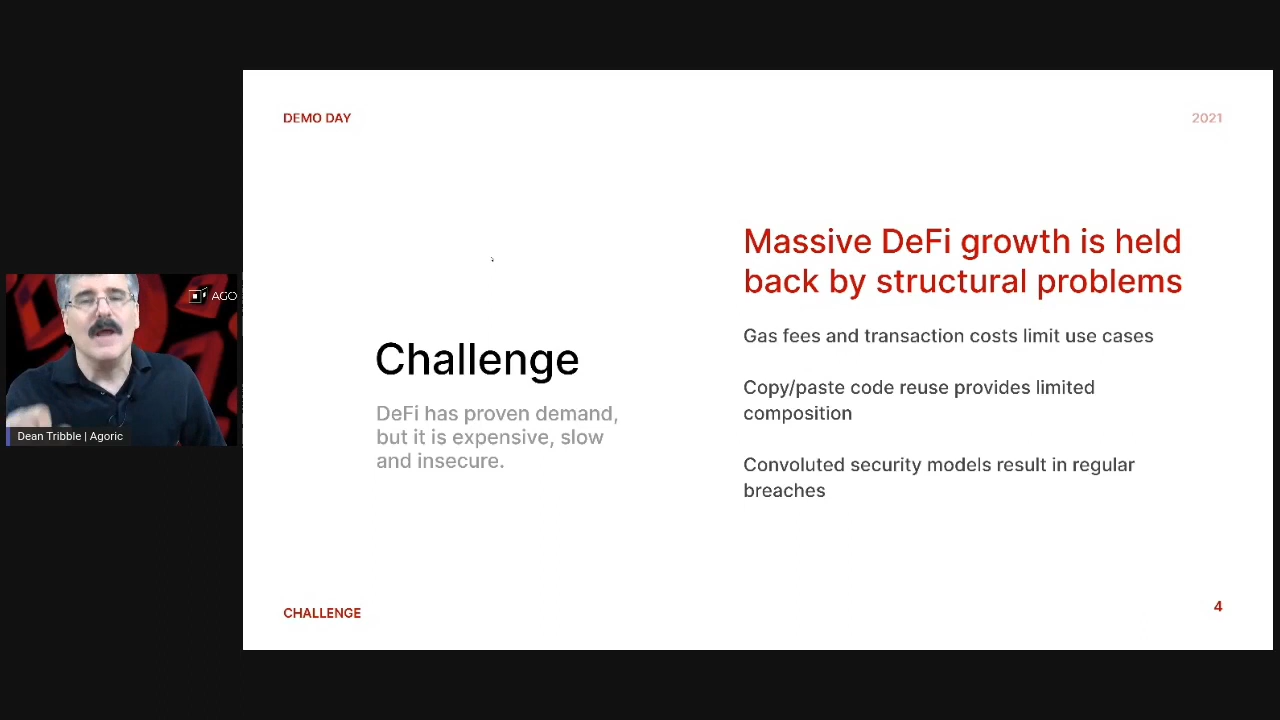 DEMO DAY
2021
Massive DeFi growth is held
back by structural problems
Gas fees and transaction costs limit use cases
Copy/paste code reuse provides limited
composition
Convoluted security models result in regular
breaches
Challenge
DeFi has proven demand,
but it is expensive, slow
and insecure.
AGO
Dean Tribble | Agoric
CHALLENGE
4